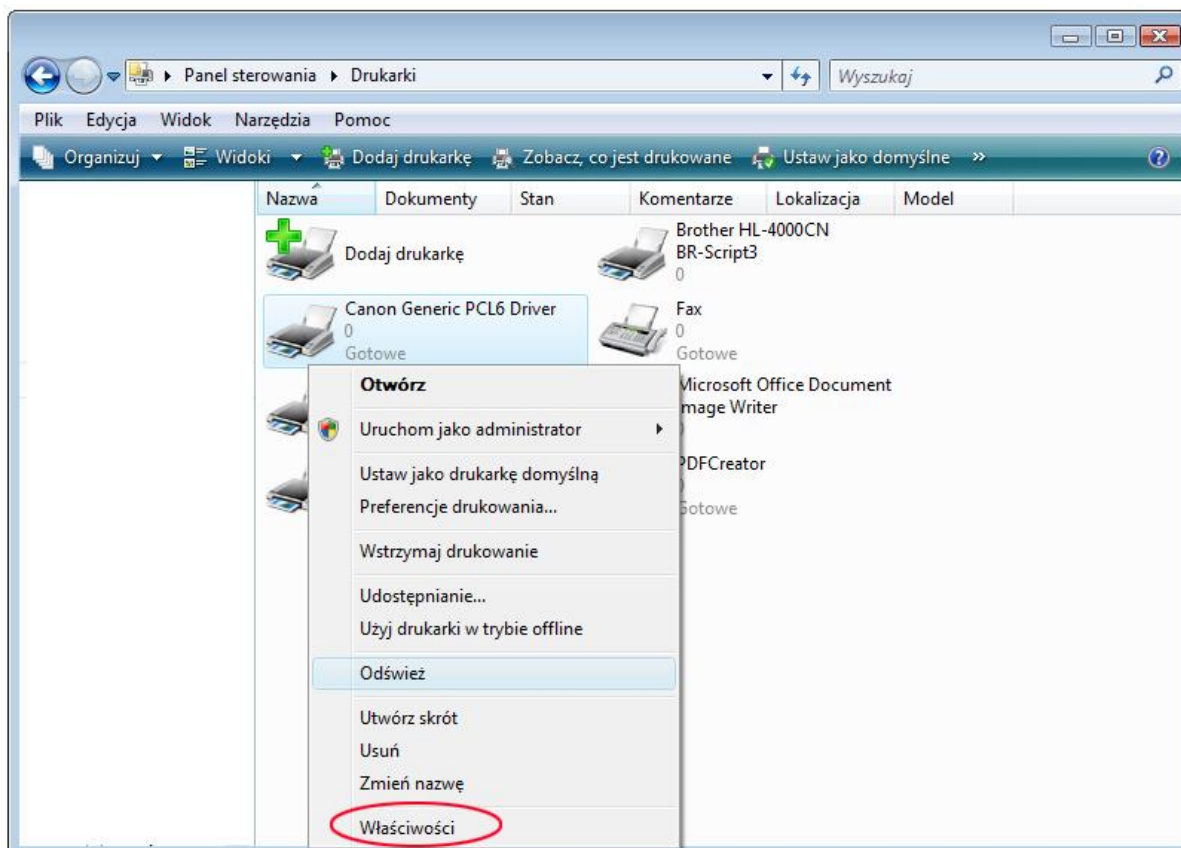 Panel sterowania Drukarki
Wyszukaj
Plik Edycja Widok Narzędzia Pomoc
Organizuj Widoki Dodaj drukarkę Zobacz, co jest drukowane Ustaw jako domyślne »
Nazwa Dokumenty Stan Komentarze Lokalizacja Model
Dodaj drukarkę
Brother HL-4000CN
BR-Script3
0
Canon Generic PCL6 Driver
0
Gotowe
Fax
0
Gotowe
Microsoft Office Document
mage Writer
PDFCreator
Gotowe
Otwórz
Uruchom jako administrator
Ustaw jako drukarkę domyślną
Preferencje drukowania...
Wstrzymaj drukowanie
Udostępnianie...
Użyj drukarki w trybie offline
Odśwież
Utwórz skrót
Usuń
Zmień nazwę
Właściwości